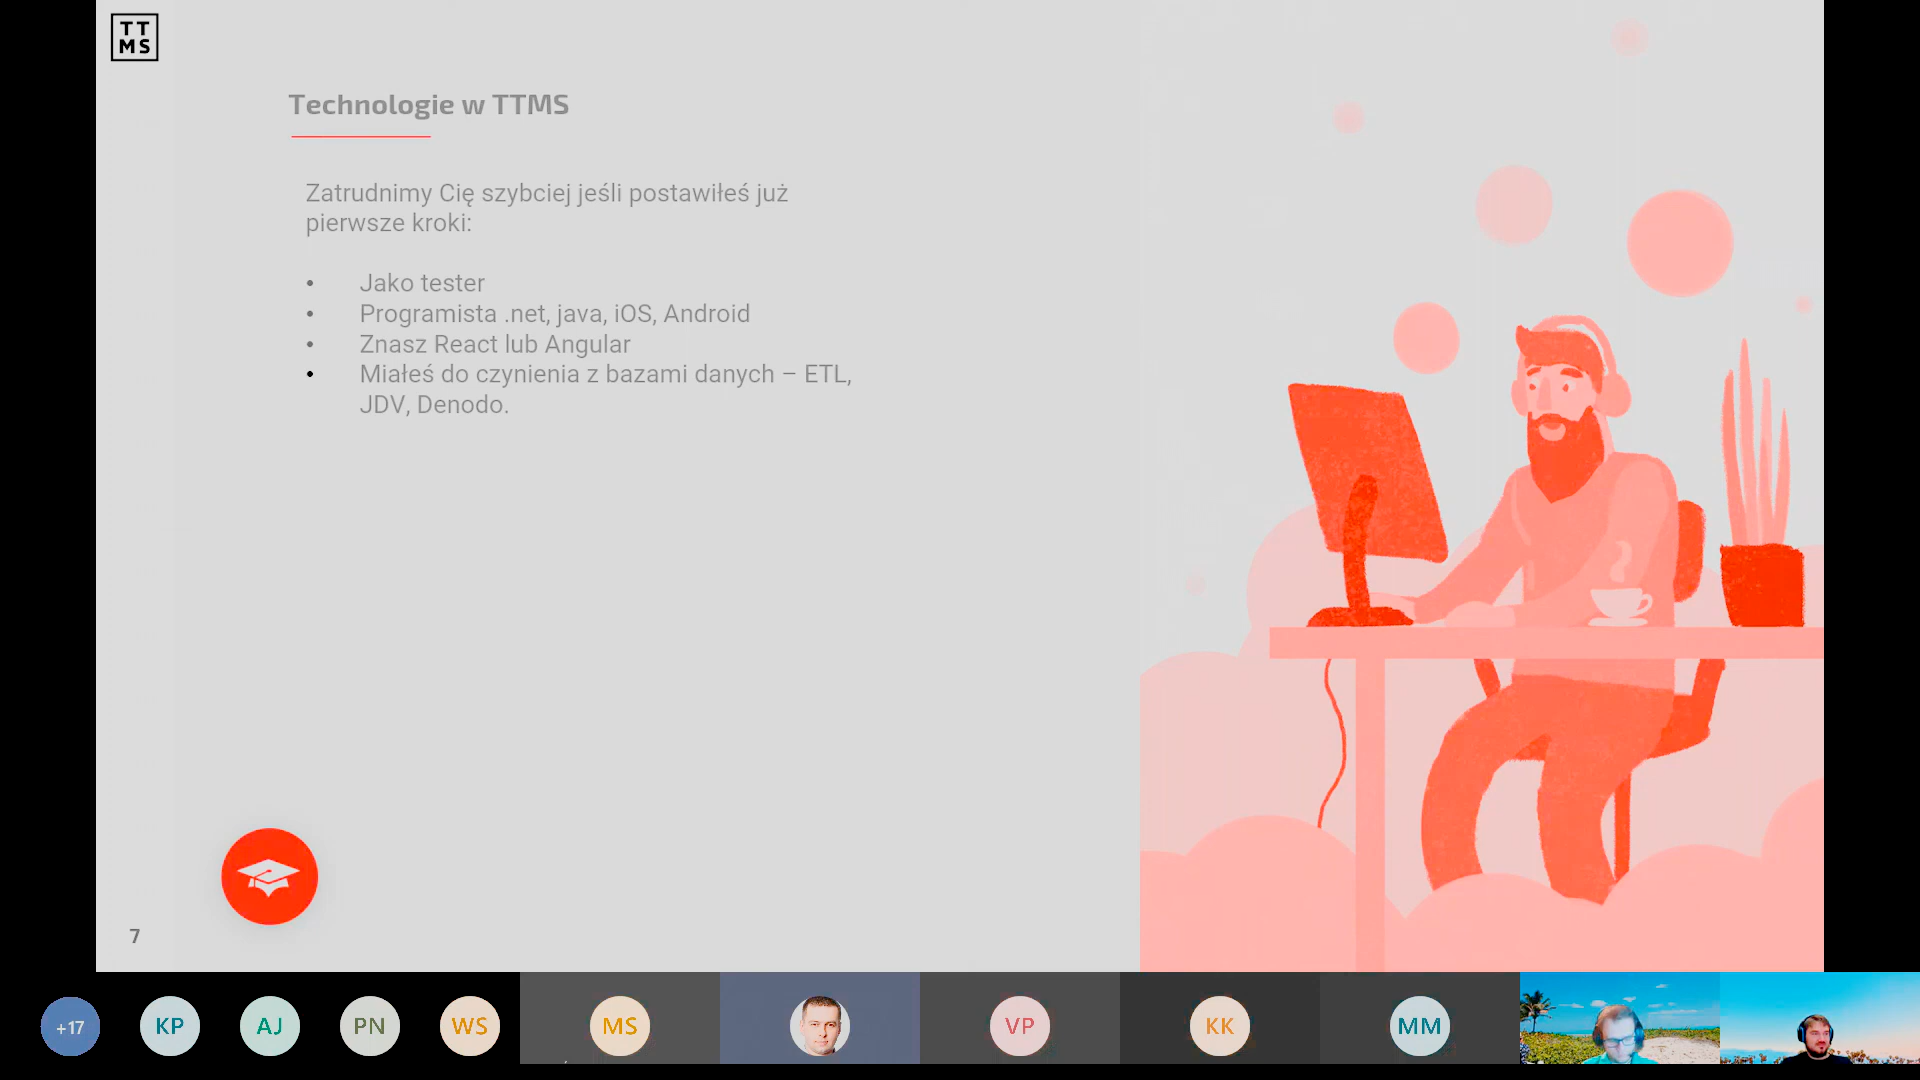 TT
MS
Technologie w TTMS
Zatrudnimy Cię szybciej jeśli postawiłeś już
pierwsze kroki:
• Jako tester
• Programista .net, java, iOS, Android
• Znasz React lub Angular
• Miałeś do czynienia z bazami danych – ETL,
JDV, Denodo.
7
+17
KP
AJ
PN
WS
MS
VP
KK
MM